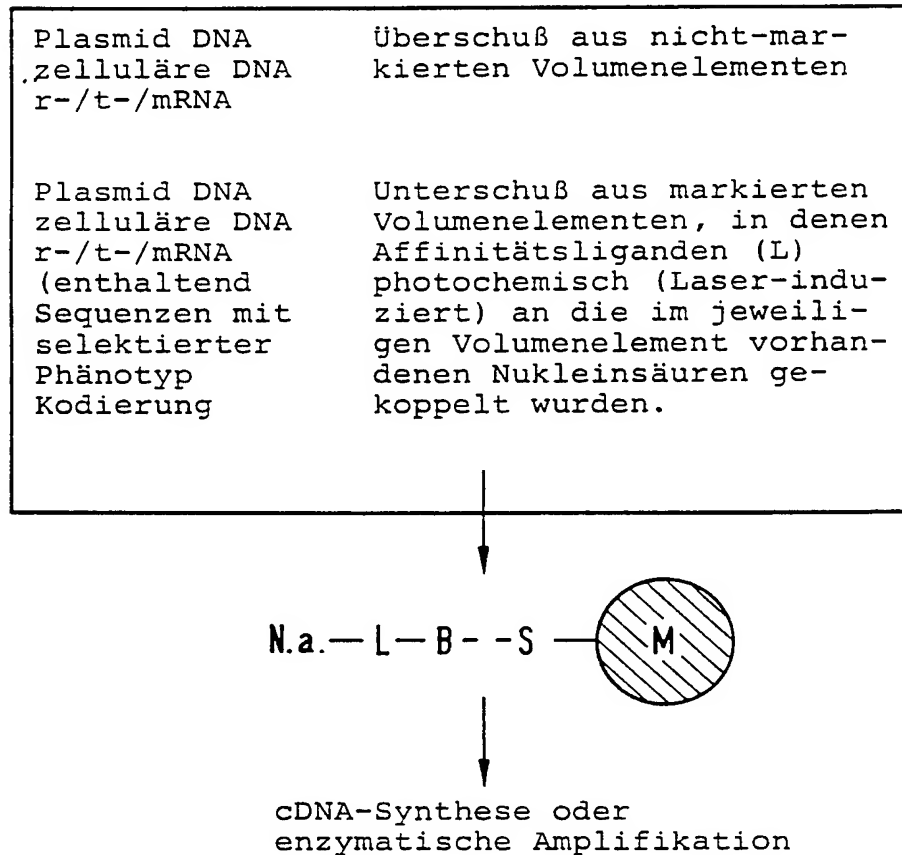 Plasmid DNA
zelluläre DNA
r-/t-/mRNA
Überschuß aus nicht-mar-
kierten Volumenelementen
Plasmid DNA
zelluläre DNA
r-/t-/mRNA
(enthaltend
Sequenzen mit
selektierter
Phänotyp
Kodierung
Unterschuß aus markierten
Volumenelementen, in denen
Affinitätsliganden (L)
photochemisch (Laser-indu-
ziert) an die im jeweili-
gen Volumenelement vorhan-
denen Nukleinsäuren ge-
koppelt wurden.
N.a.—L—B--S—M
cDNA-Synthese oder
enzymatische Amplifikation